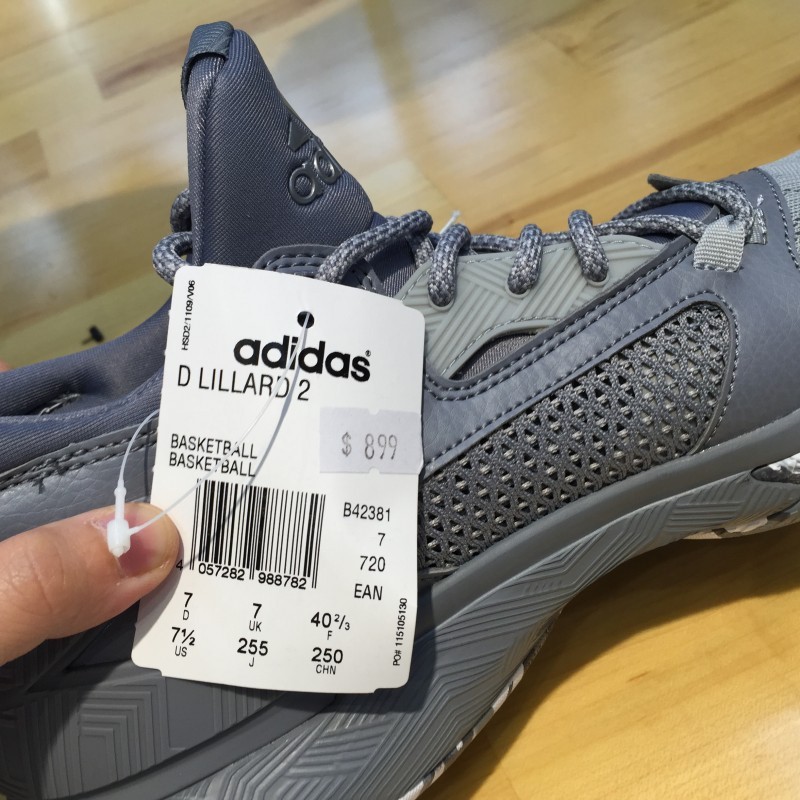 HSD2/1109/V06
adidas®
D LILLARD 2
$ 899
BASKETBALL
BASKETBALL
B42381
7
720
EAN
4 057282 988782
7 7 40⅔
D UK F
7½ 255 250
US J CHN
PO# 115105130